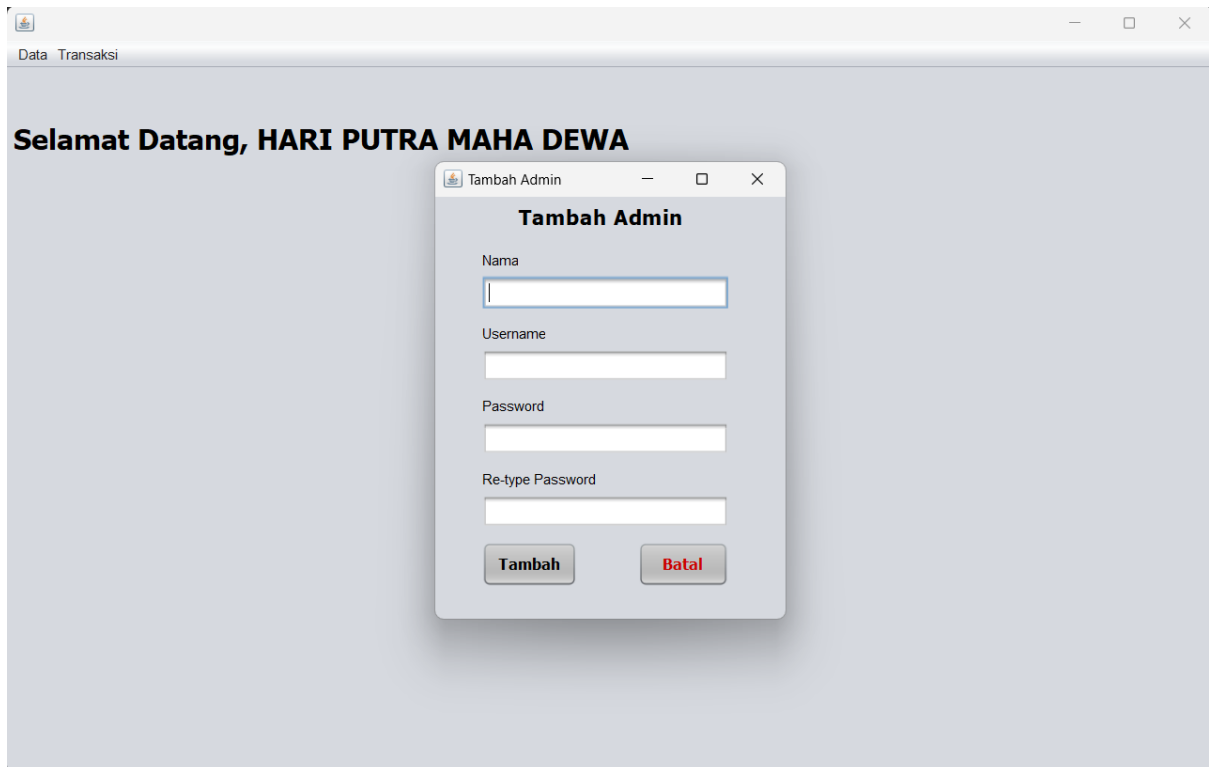 Data Transaksi
Selamat Datang, HARI PUTRA MAHA DEWA
Tambah Admin
Tambah Admin
Nama
Username
Password
Re-type Password
Tambah Batal